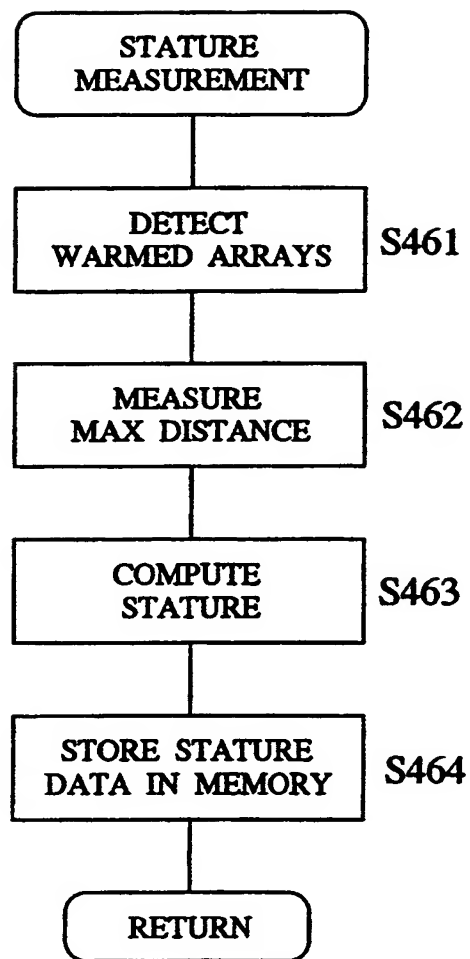 STATURE
MEASUREMENT
DETECT
WARMED ARRAYS
S461
MEASURE
MAX DISTANCE
S462
COMPUTE
STATURE
S463
STORE STATURE
DATA IN MEMORY
S464
RETURN